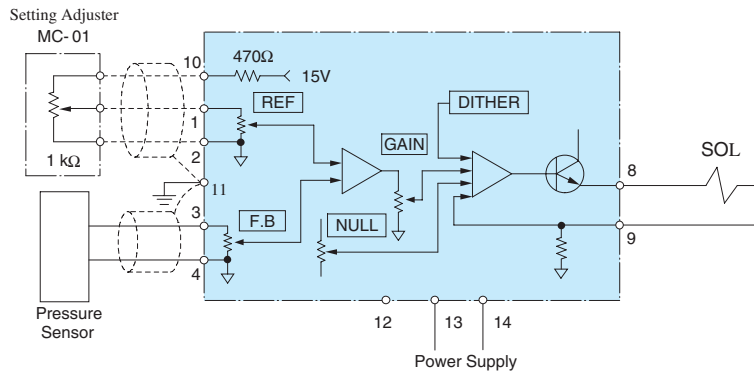 Setting Adjuster
MC-01
10
470Ω
15V
REF
DITHER
1
GAIN
2
1 kΩ
11
8
SOL
3
F.B
NULL
9
4
Pressure
Sensor
12
13
14
Power Supply